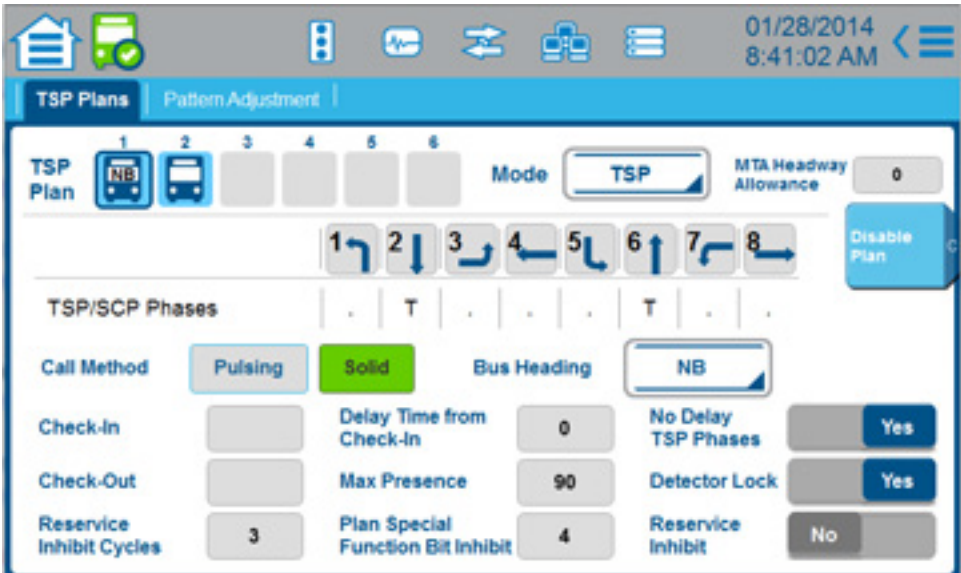 01/28/2014
8:41:02 AM
TSP Plans Pattern Adjustment
1 2 3 4 5 6
TSP Plan NB Mode TSP MTA Headway Allowance 0
1 2 3 4 5 6 7 8
Disable Plan C
TSP/SCP Phases . T . . . T . .
Call Method Pulsing Solid Bus Heading NB
Check-In Delay Time from Check-In 0 No Delay TSP Phases Yes
Check-Out Max Presence 90 Detector Lock Yes
Reservice Inhibit Cycles 3 Plan Special Function Bit Inhibit 4 Reservice Inhibit No